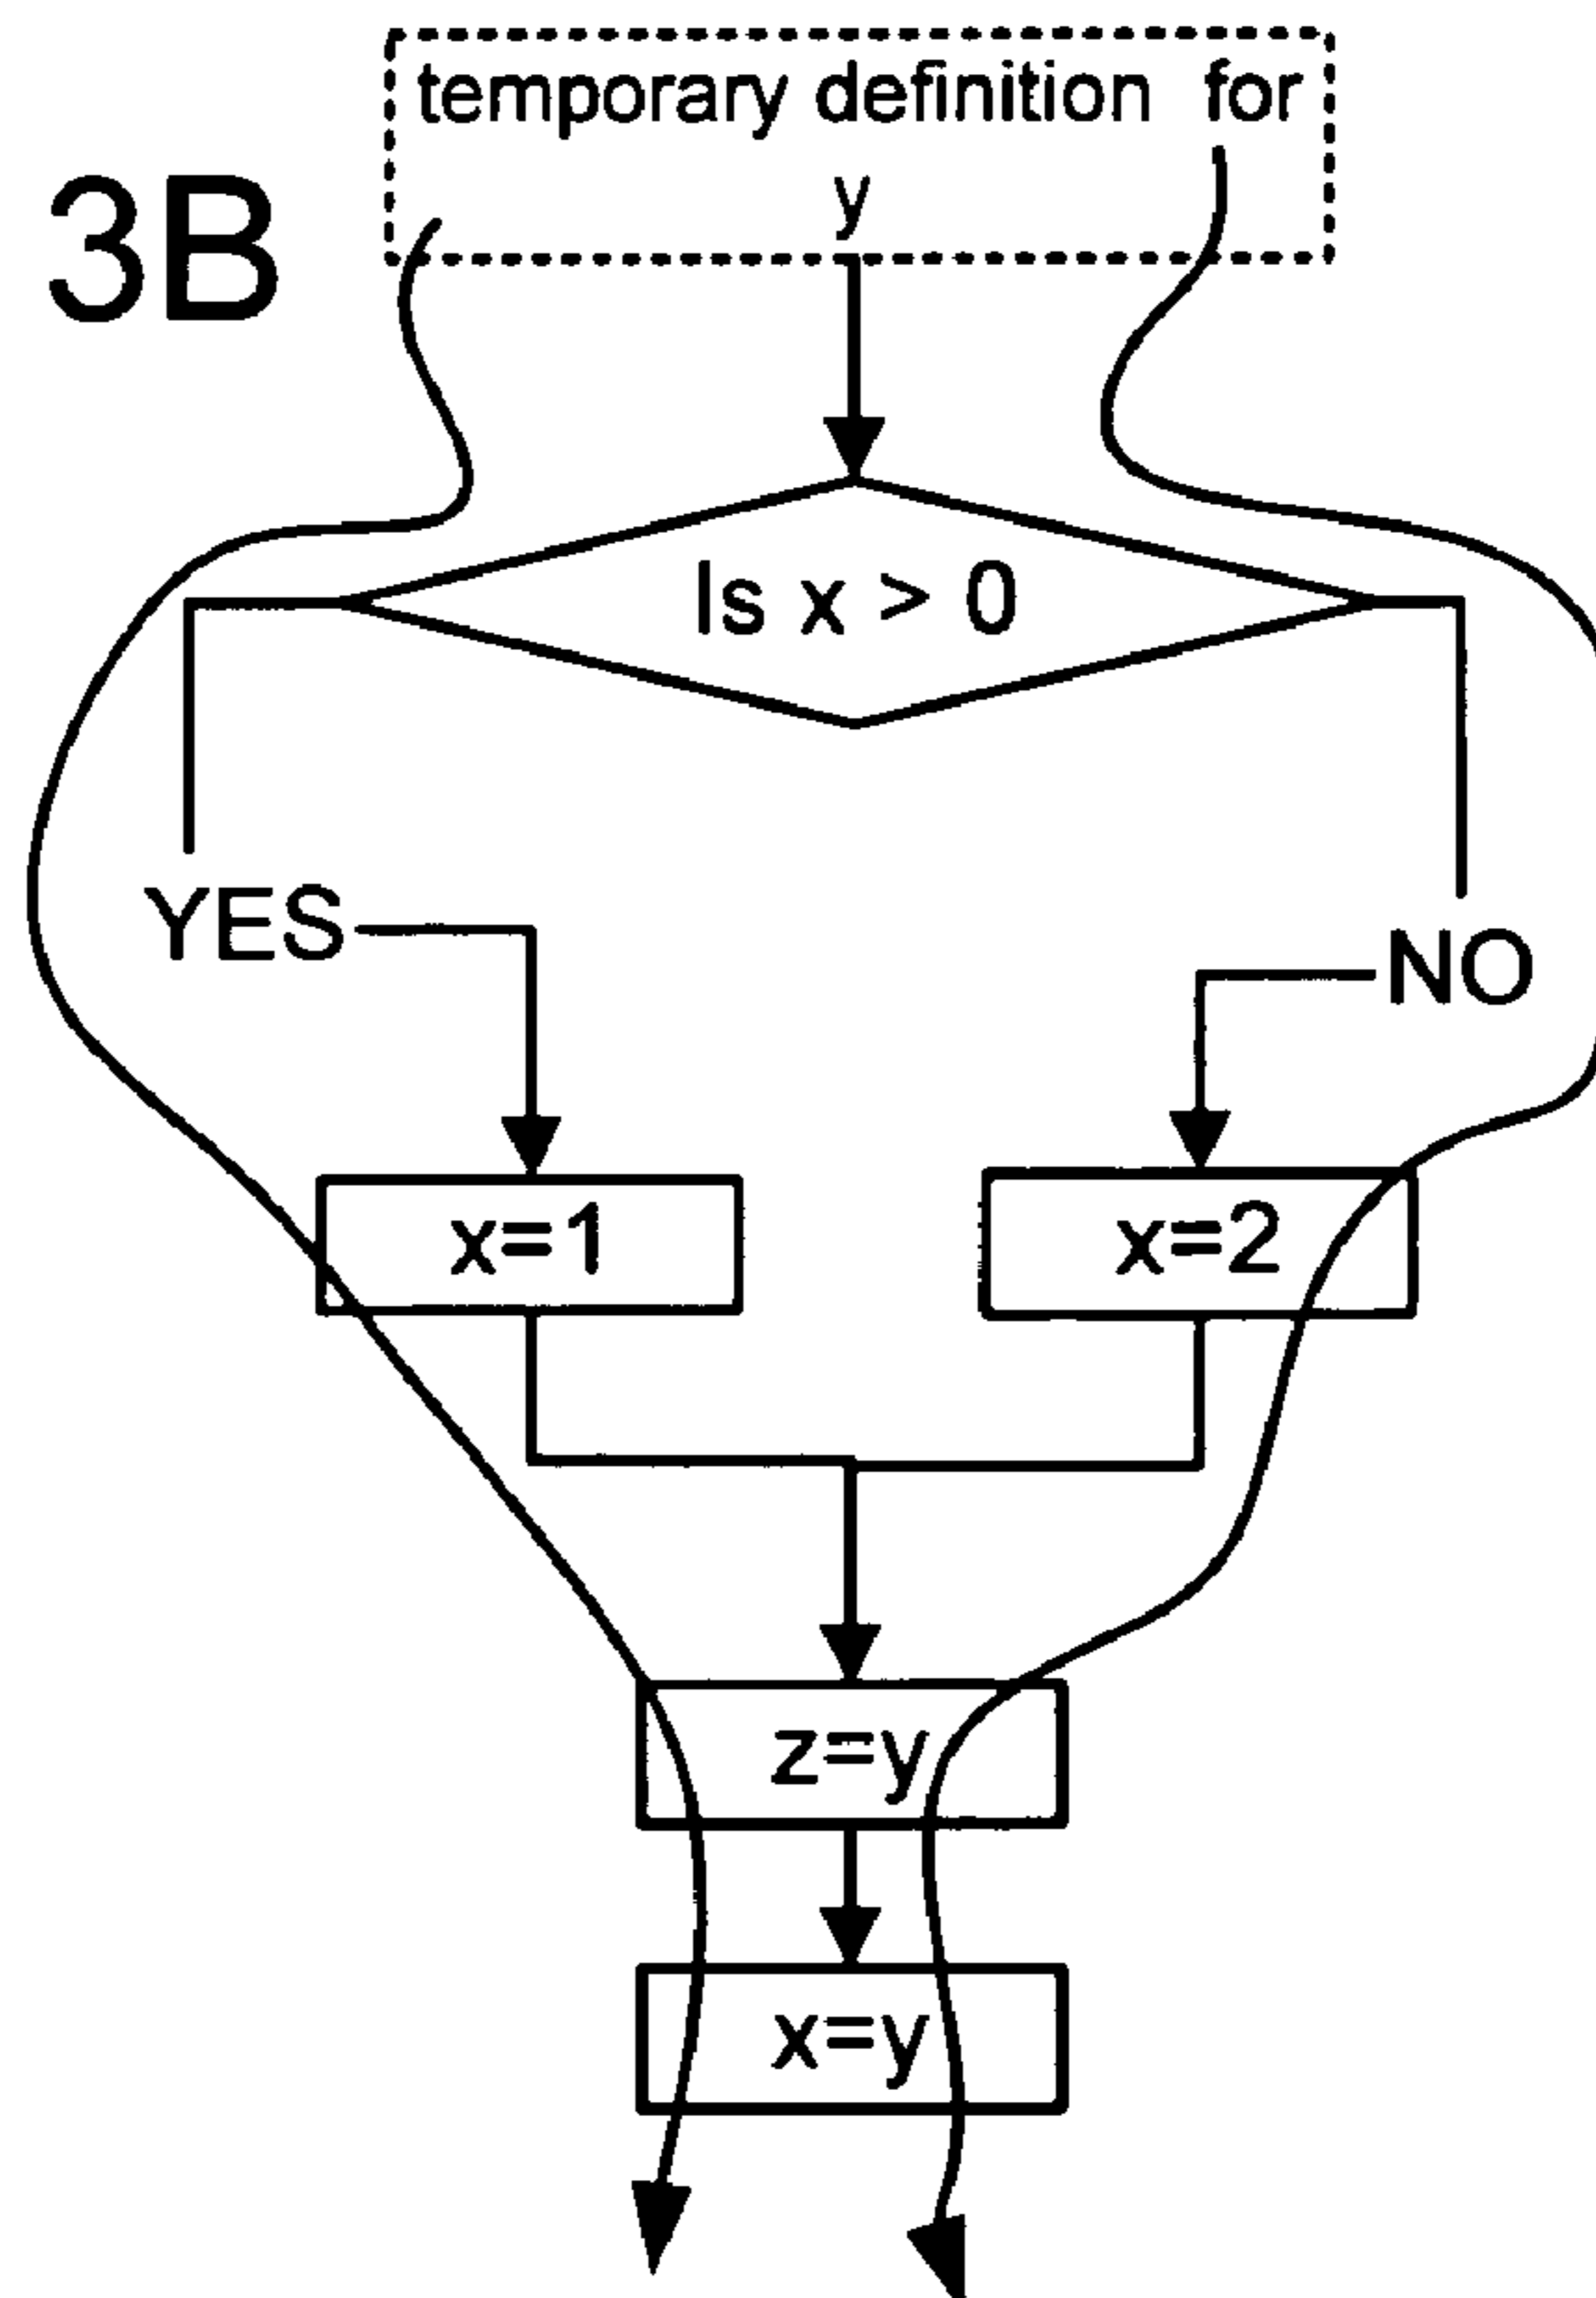 temporary definition for
y
3B
Is x > 0
YES
NO
x=1
x=2
z=y
x=y